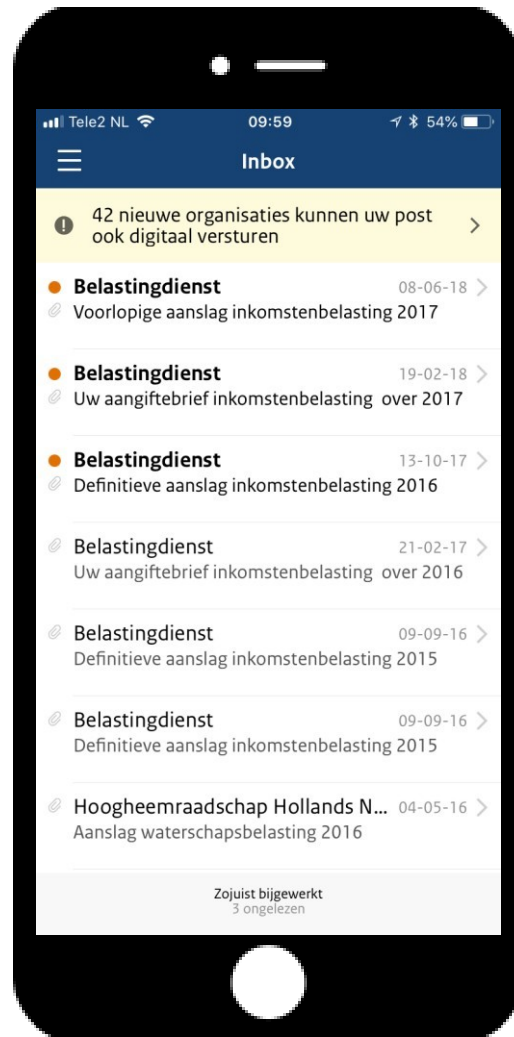 Tele2 NL 09:59 54%
Inbox
42 nieuwe organisaties kunnen uw post
ook digitaal versturen
Belastingdienst 08-06-18
Voorlopige aanslag inkomstenbelasting 2017
Belastingdienst 19-02-18
Uw aangiftebrief inkomstenbelasting over 2017
Belastingdienst 13-10-17
Definitieve aanslag inkomstenbelasting 2016
Belastingdienst 21-02-17
Uw aangiftebrief inkomstenbelasting over 2016
Belastingdienst 09-09-16
Definitieve aanslag inkomstenbelasting 2015
Belastingdienst 09-09-16
Definitieve aanslag inkomstenbelasting 2015
Hoogheemraadschap Hollands N... 04-05-16
Aanslag waterschapsbelasting 2016
Zojuist bijgewerkt
3 ongelezen